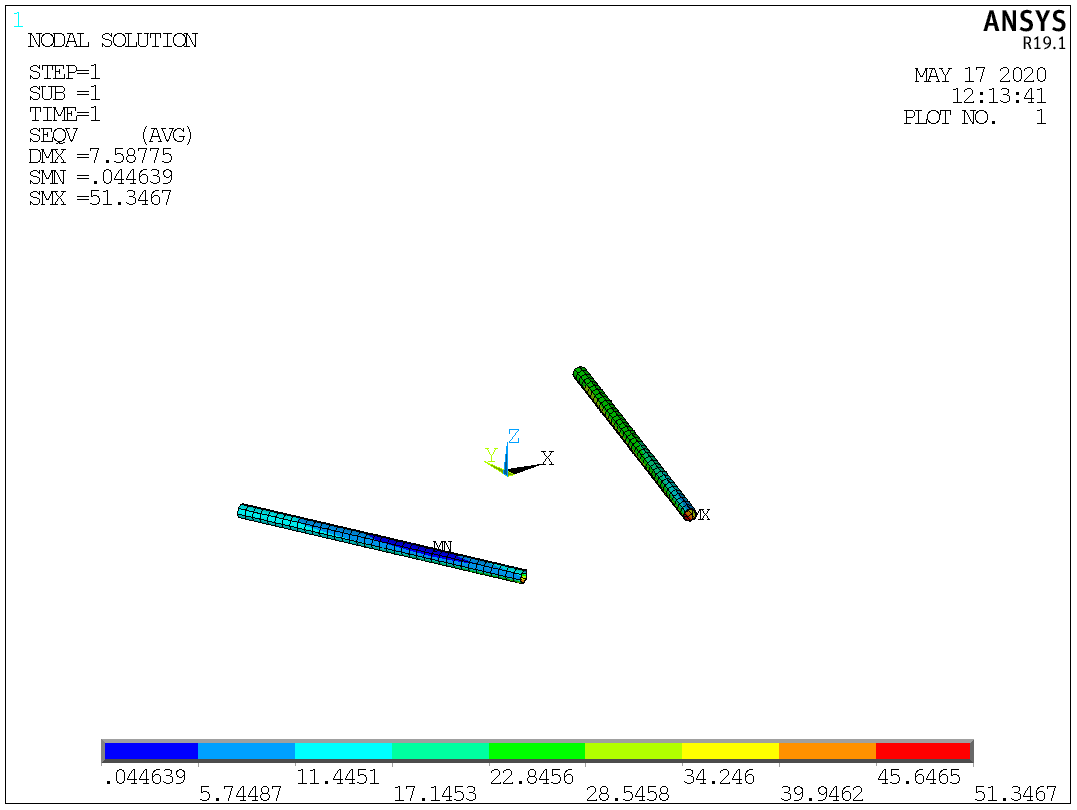 1
NODAL SOLUTION
STEP=1
SUB =1
TIME=1
SEQV (AVG)
DMX =7.58775
SMN =.044639
SMX =51.3467
ANSYS
R19.1
MAY 17 2020
12:13:41
PLOT NO. 1
Z
Y
X
MX
MN
.044639 11.4451 22.8456 34.246 45.6465
5.74487 17.1453 28.5458 39.9462 51.3467